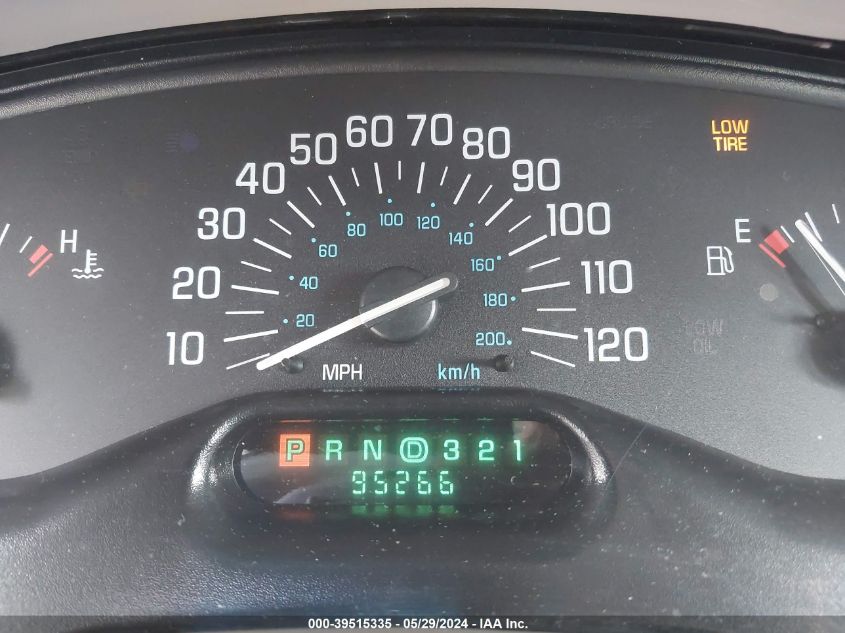 10 20 30 40 50 60 70 80 90 100 110 120
20 40 60 80 100 120 140 160 180 200
MPH km/h
H
E
LOW
TIRE
LOW
OIL
P R N D 3 2 1
95266
000-39515335 - 05/29/2024 - IAA Inc.